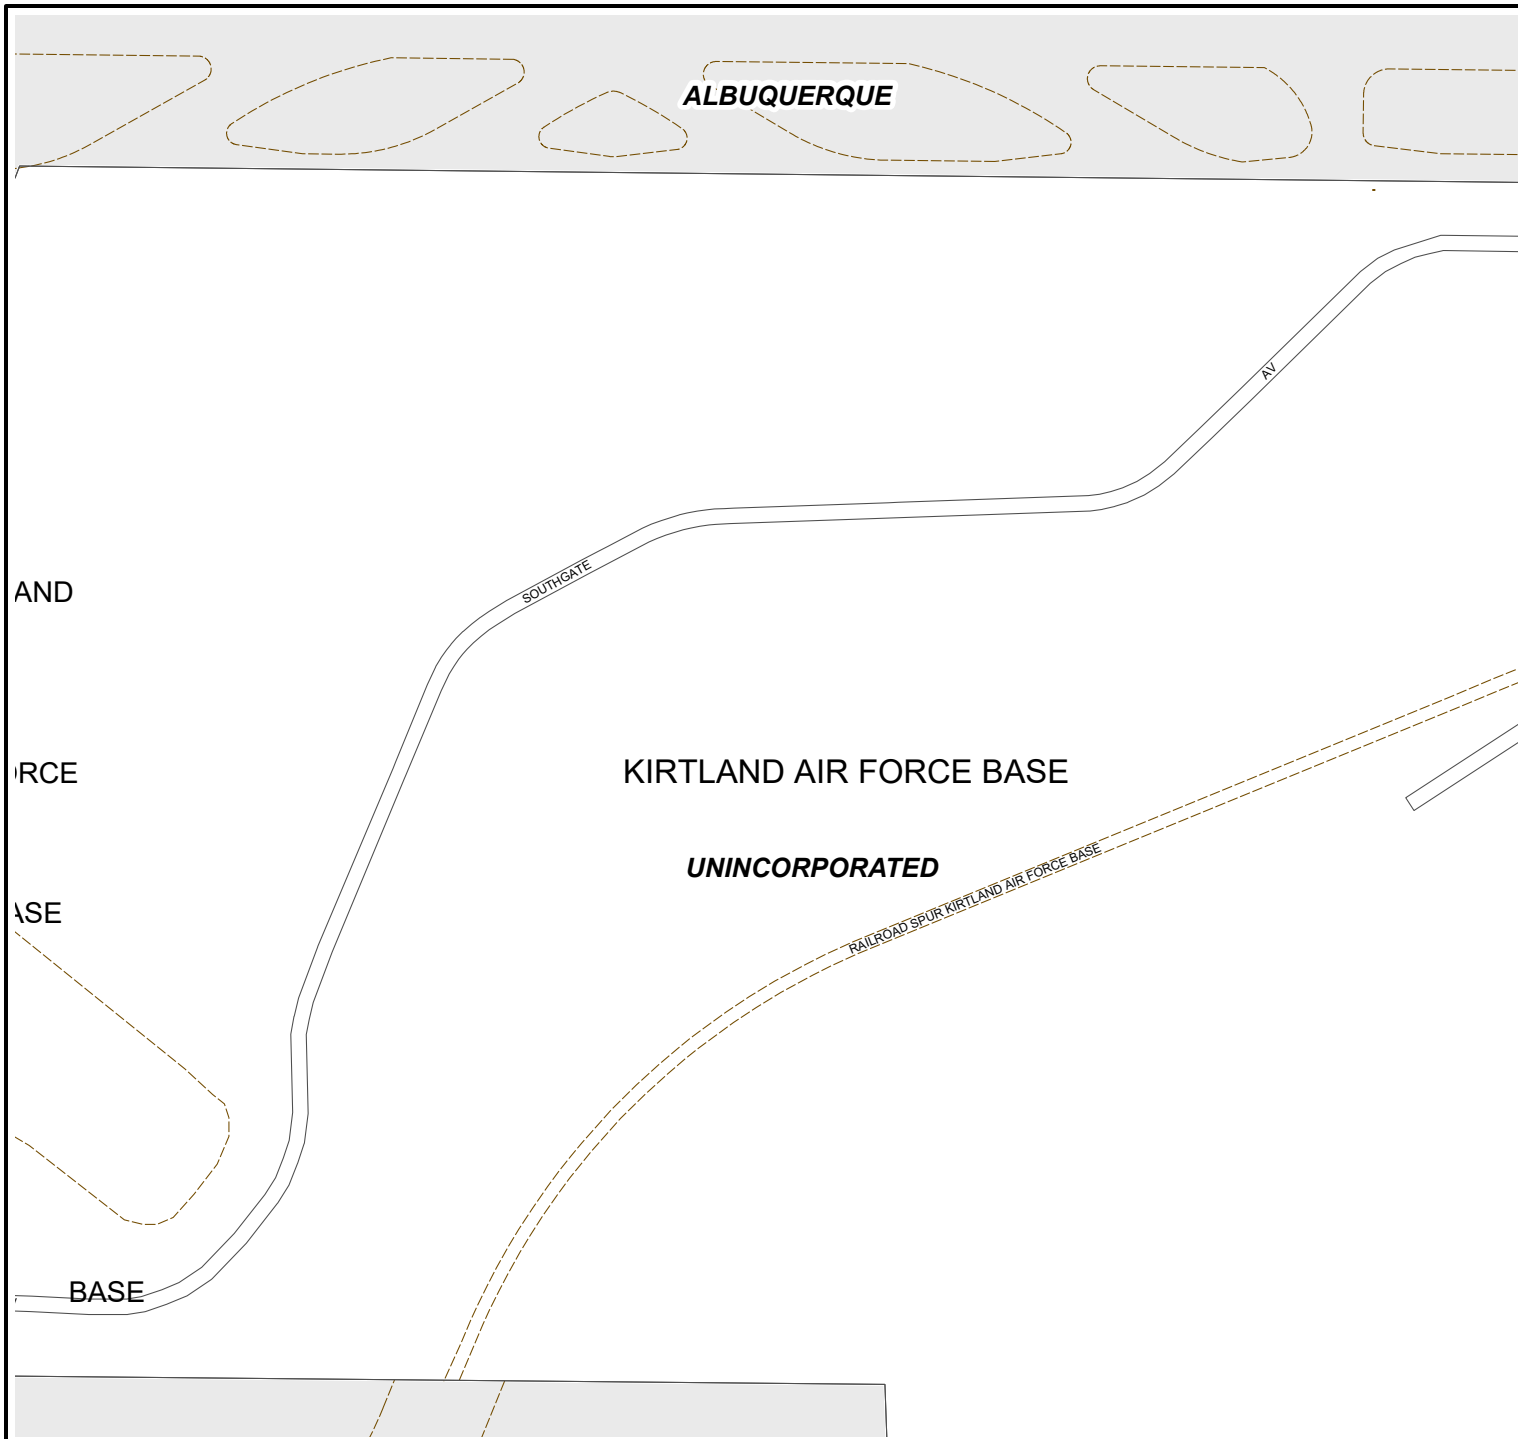 ALBUQUERQUE
AV
SOUTHGATE
AND
KIRTLAND AIR FORCE BASE
RCE
UNINCORPORATED
RAILROAD SPUR KIRTLAND AIR FORCE BASE
ASE
BASE